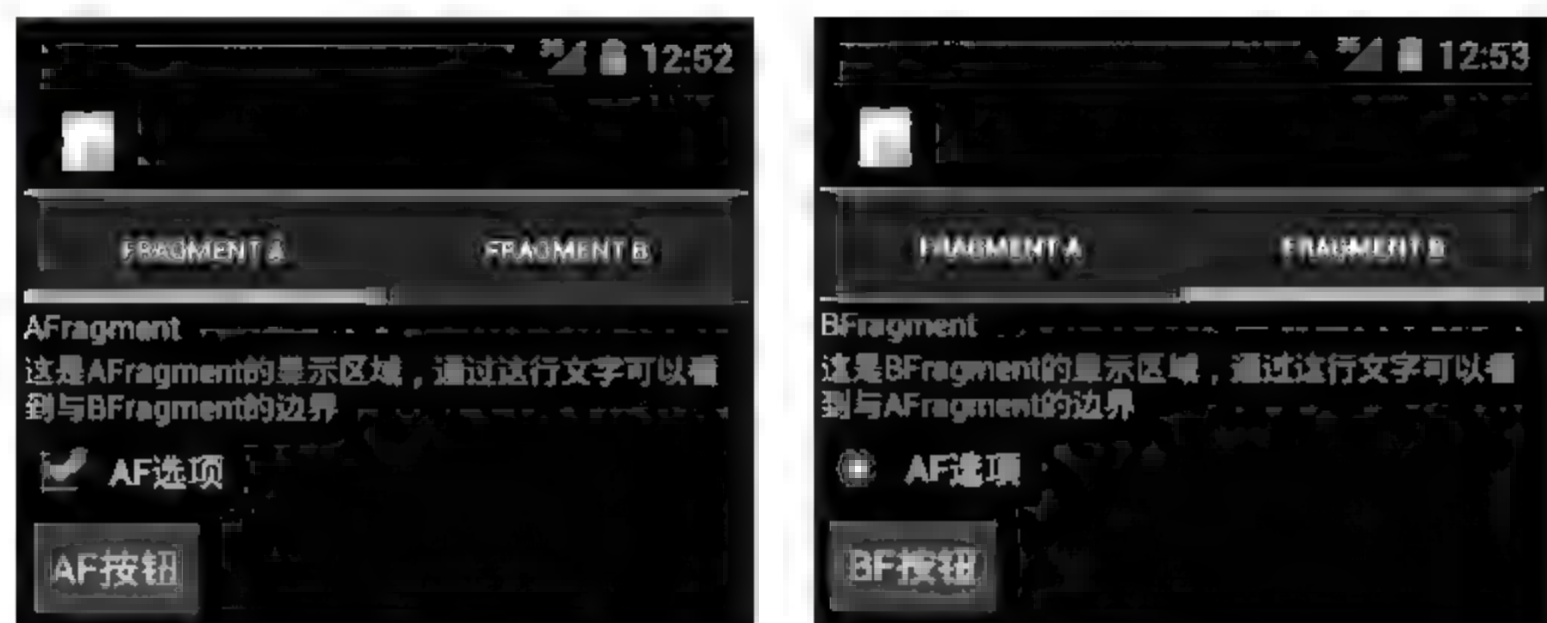 12:52
FRAGMENT A FRAGMENT B
AFragment
这是AFragment的显示区域，通过这行文字可以看
到与BFragment的边界
AF选项
AF按钮
12:53
FRAGMENT A FRAGMENT B
BFragment
这是BFragment的显示区域，通过这行文字可以看
到与AFragment的边界
AF选项
BF按钮